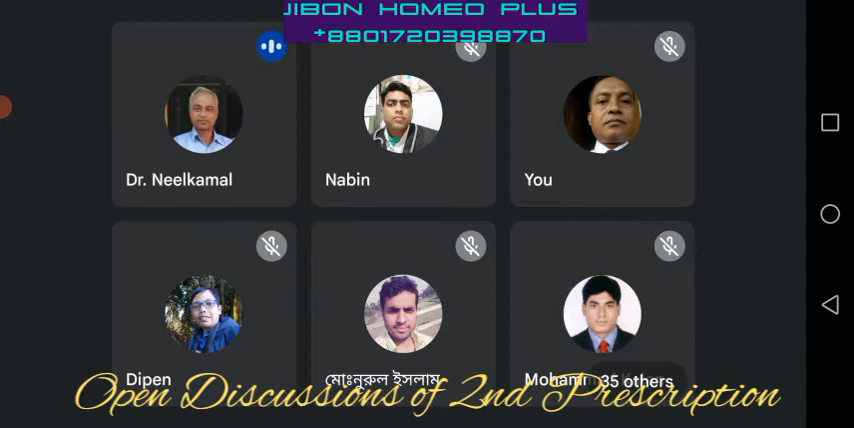 JIBON HOMEO PLUS
+8801720398870
Dr. Neelkamal
Nabin
You
Dipen
মোঃনুরুল ইসলাম
35 others
Open Discussions of 2nd Prescription